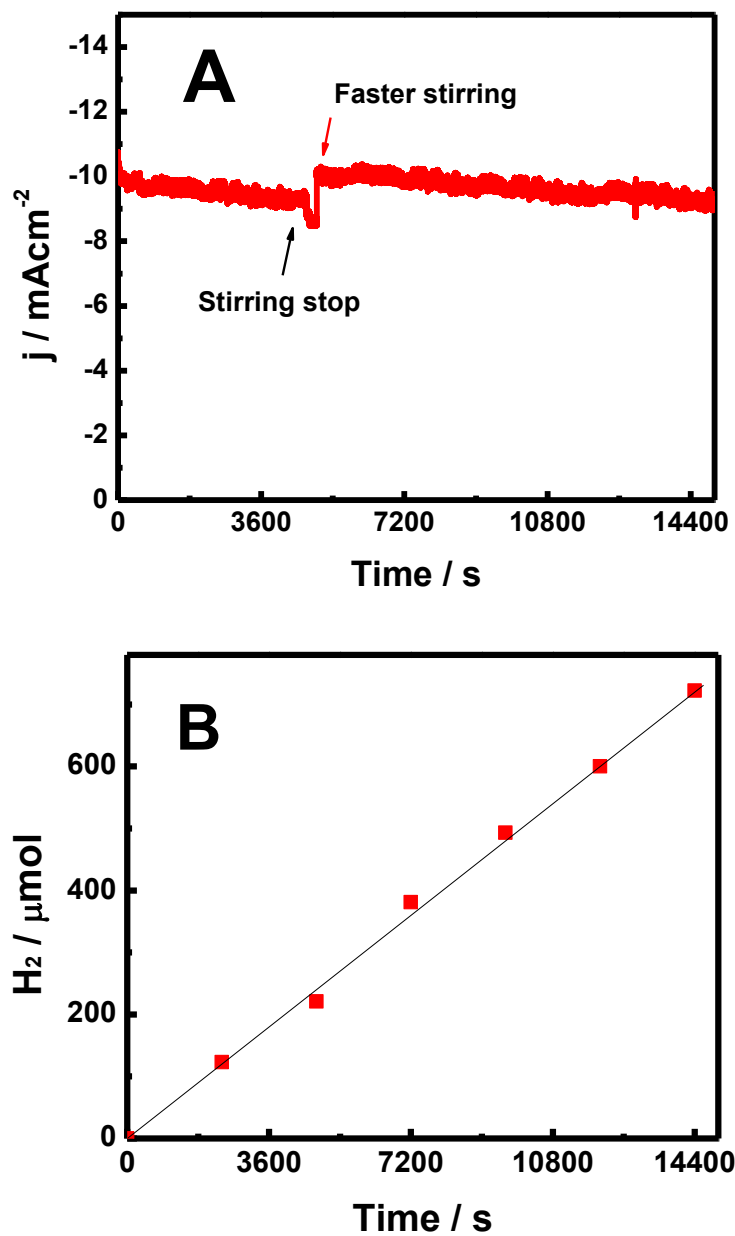 A
-14
-12
-10
-8
-6
-4
-2
0
j / mAcm⁻²
Faster stirring
Stirring stop
0 3600 7200 10800 14400
Time / s
B
600
400
200
0
H₂ / μmol
0 3600 7200 10800 14400
Time / s